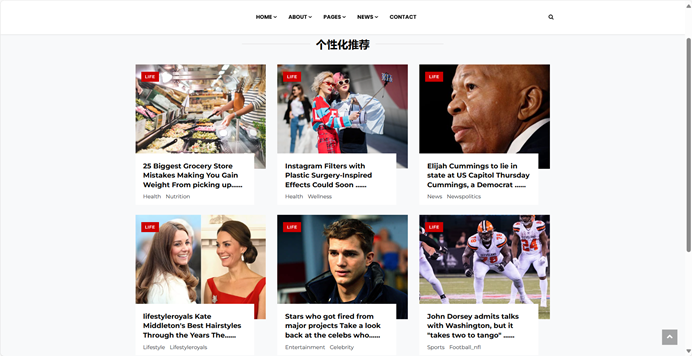 HOME ABOUT PAGES NEWS CONTACT
个性化推荐
LIFE
25 Biggest Grocery Store
Mistakes Making You Gain
Weight From picking up......
Health Nutrition
LIFE
Instagram Filters with
Plastic Surgery-Inspired
Effects Could Soon ......
Health Wellness
LIFE
Elijah Cummings to lie in
state at US Capitol Thursday
Cummings, a Democrat ......
News Newspolitics
LIFE
lifestyleroyals Kate
Middleton's Best Hairstyles
Through the Years The......
Lifestyle Lifestyleroyals
LIFE
Stars who got fired from
major projects Take a look
back at the celebs who......
Entertainment Celebrity
LIFE
John Dorsey admits talks
with Washington, but it
"takes two to tango" ......
Sports Football_nfl